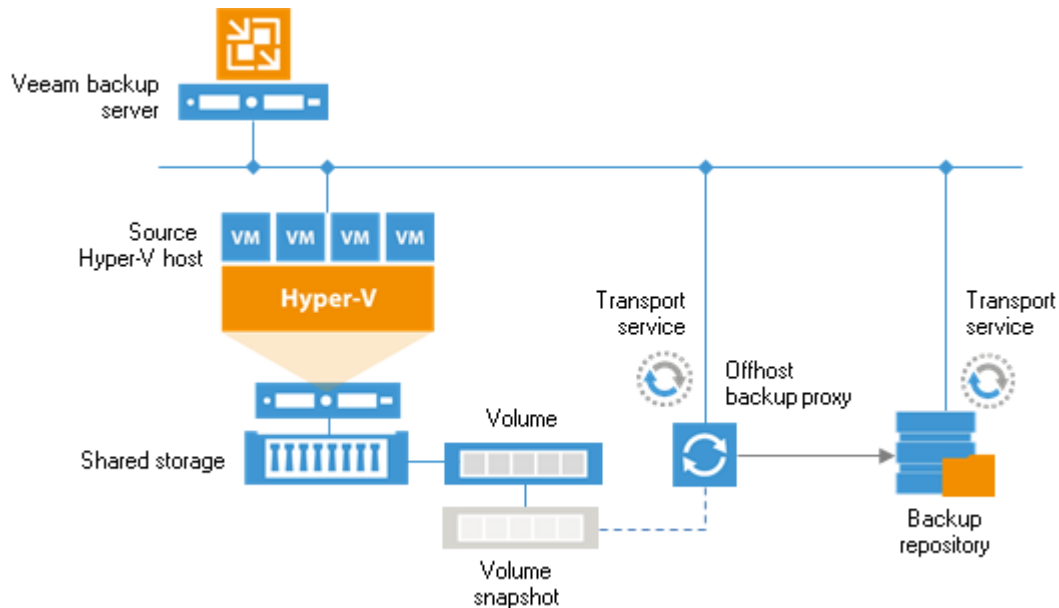 Veeam backup
server
Source
Hyper-V host
VM VM VM VM
Hyper-V
Transport
service
Transport
service
Offhost
backup proxy
Volume
Shared storage
Backup
repository
Volume
snapshot